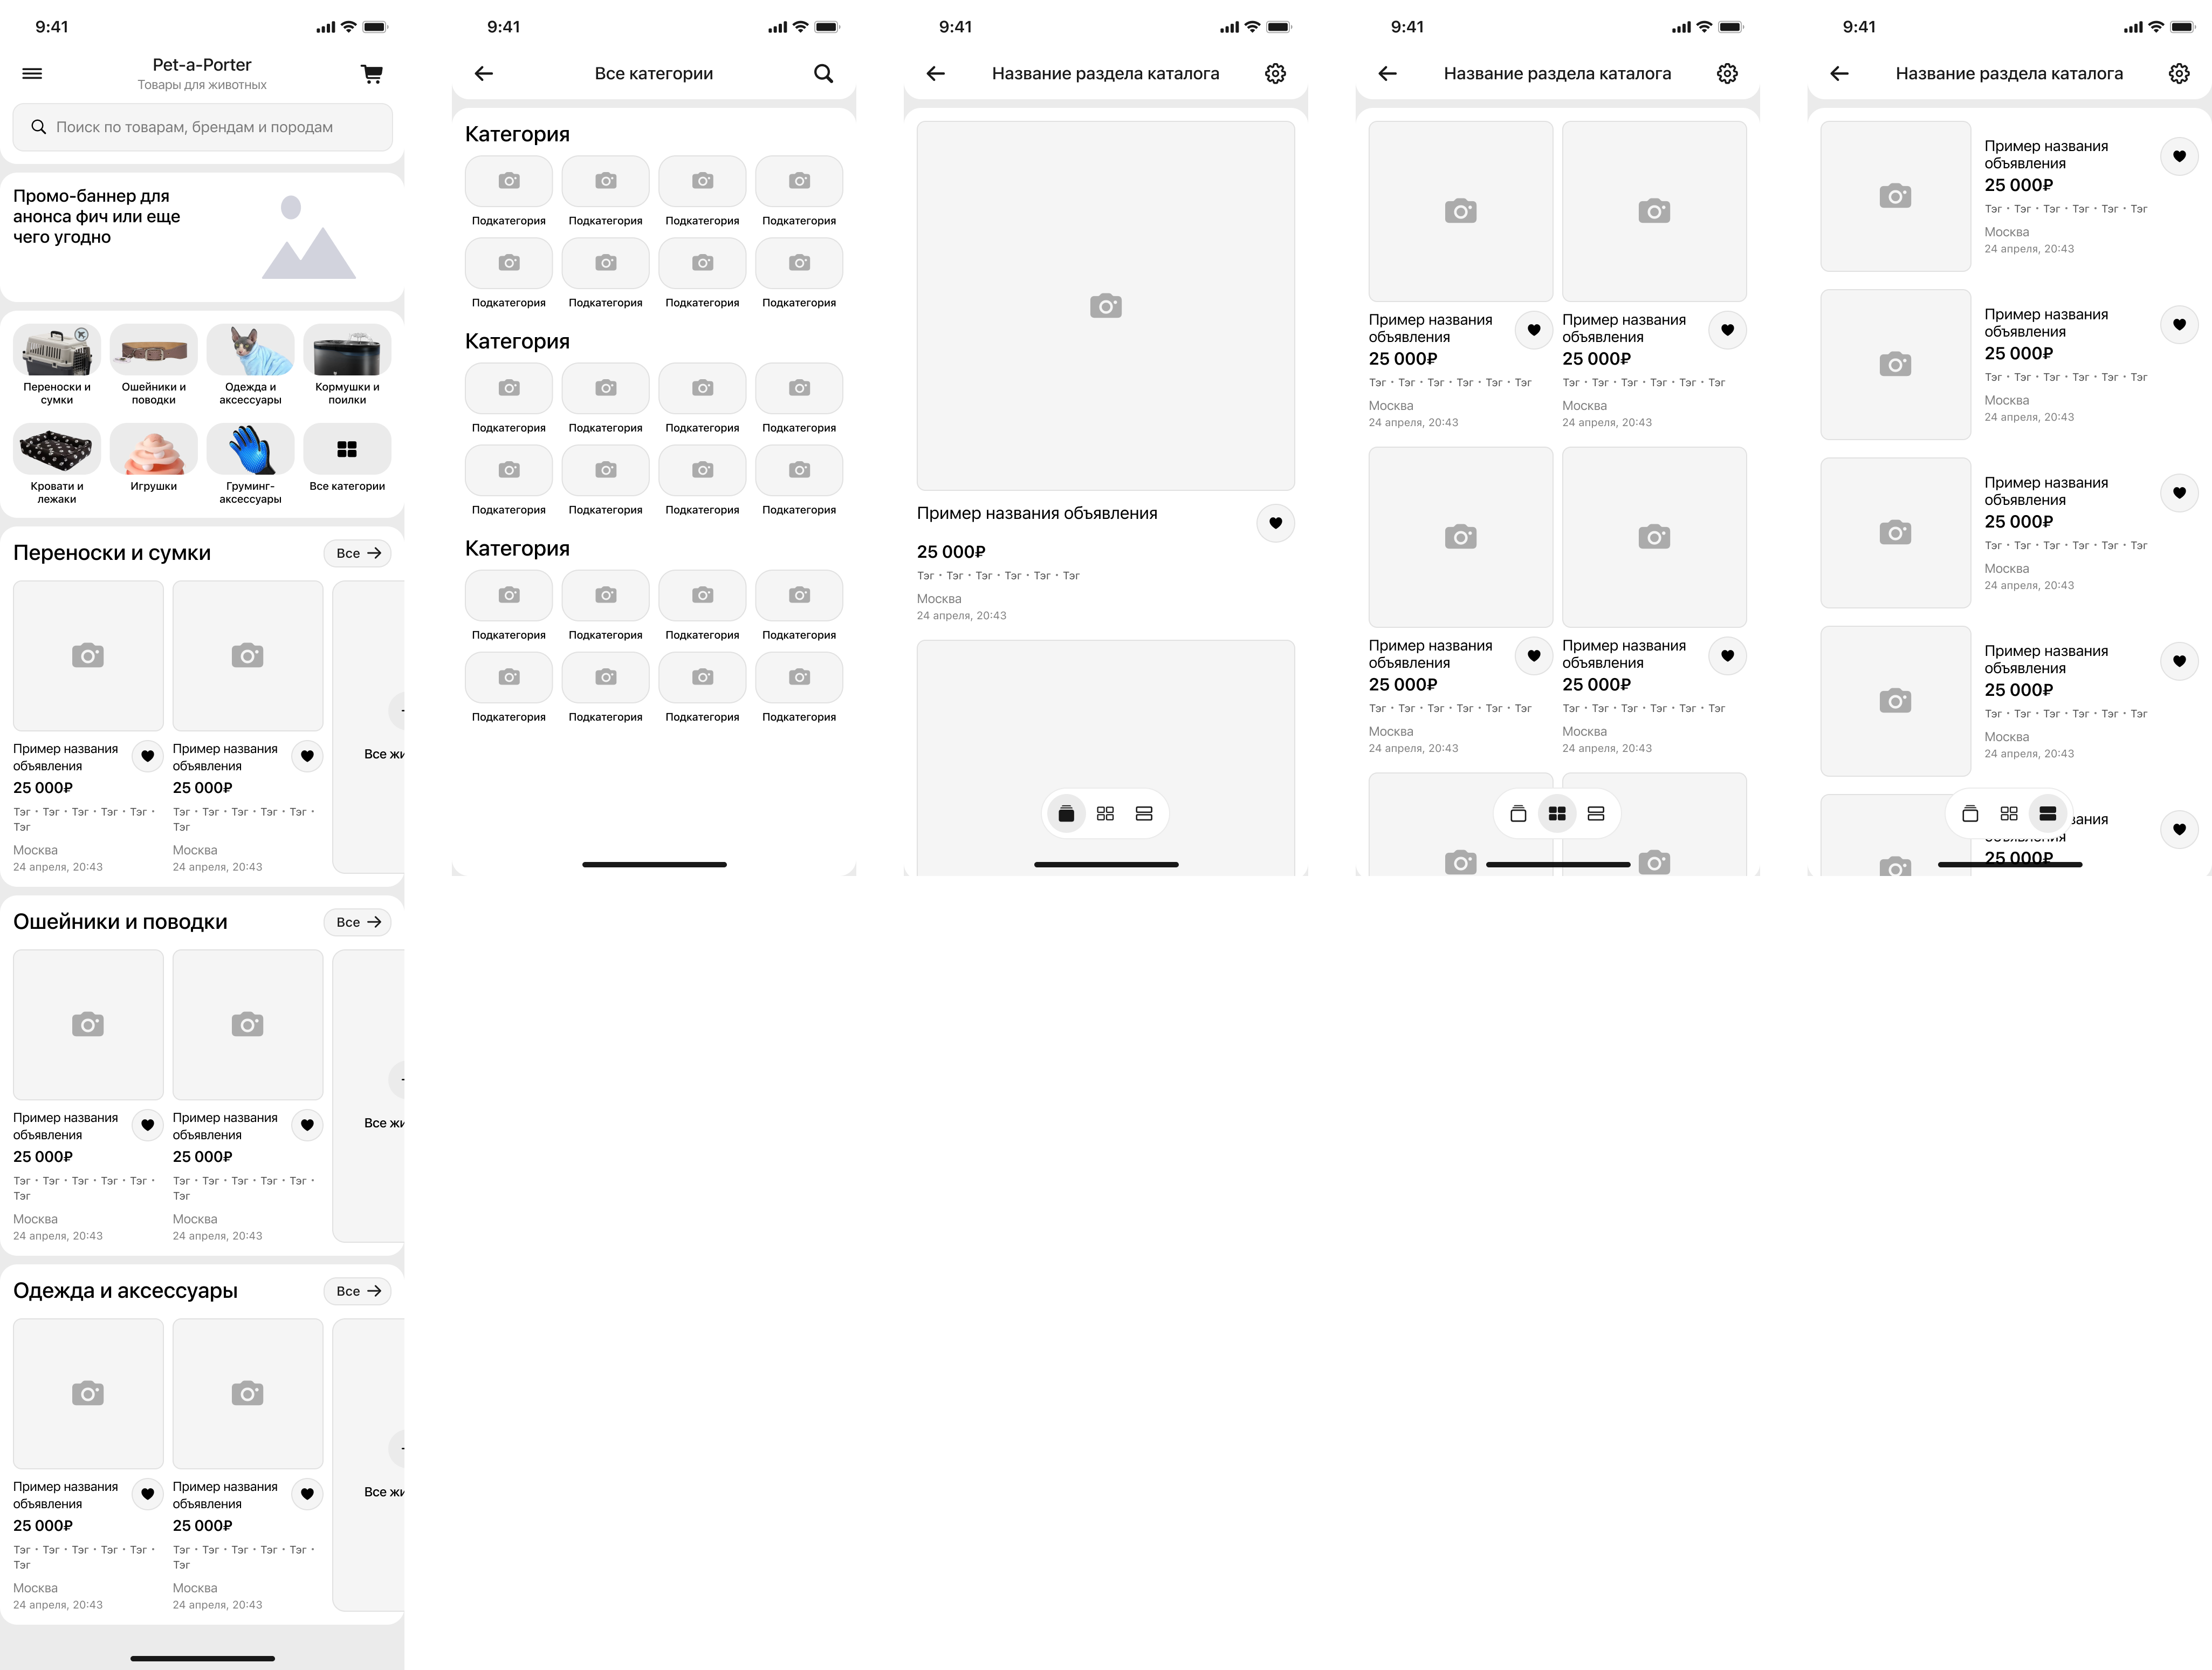 9:41
Pet-a-Porter
Товары для животных
Поиск по товарам, брендам и породам
Промо-баннер для
анонса фич или еще
чего угодно
Переноски и
сумки
Ошейники и
поводки
Одежда и
аксессуары
Кормушки и
поилки
Кровати и
лежаки
Игрушки
Груминг-
аксессуары
Все категории
Переноски и сумки
Все
Пример названия
объявления
25 000₽
Тэг · Тэг · Тэг · Тэг · Тэг ·
Тэг
Москва
24 апреля, 20:43
Пример названия
объявления
25 000₽
Тэг · Тэг · Тэг · Тэг · Тэг ·
Тэг
Москва
24 апреля, 20:43
Все жи
Ошейники и поводки
Все
Пример названия
объявления
25 000₽
Тэг · Тэг · Тэг · Тэг · Тэг ·
Тэг
Москва
24 апреля, 20:43
Пример названия
объявления
25 000₽
Тэг · Тэг · Тэг · Тэг · Тэг ·
Тэг
Москва
24 апреля, 20:43
Все жи
Одежда и аксессуары
Все
Пример названия
объявления
25 000₽
Тэг · Тэг · Тэг · Тэг · Тэг ·
Тэг
Москва
24 апреля, 20:43
Пример названия
объявления
25 000₽
Тэг · Тэг · Тэг · Тэг · Тэг ·
Тэг
Москва
24 апреля, 20:43
Все жи
9:41
Все категории
Категория
Подкатегория Подкатегория Подкатегория Подкатегория
Подкатегория Подкатегория Подкатегория Подкатегория
Категория
Подкатегория Подкатегория Подкатегория Подкатегория
Подкатегория Подкатегория Подкатегория Подкатегория
Категория
Подкатегория Подкатегория Подкатегория Подкатегория
Подкатегория Подкатегория Подкатегория Подкатегория
9:41
Название раздела каталога
Пример названия объявления
25 000₽
Тэг · Тэг · Тэг · Тэг · Тэг · Тэг
Москва
24 апреля, 20:43
9:41
Название раздела каталога
Пример названия
объявления
25 000₽
Тэг · Тэг · Тэг · Тэг · Тэг · Тэг
Москва
24 апреля, 20:43
Пример названия
объявления
25 000₽
Тэг · Тэг · Тэг · Тэг · Тэг · Тэг
Москва
24 апреля, 20:43
Пример названия
объявления
25 000₽
Тэг · Тэг · Тэг · Тэг · Тэг · Тэг
Москва
24 апреля, 20:43
Пример названия
объявления
25 000₽
Тэг · Тэг · Тэг · Тэг · Тэг · Тэг
Москва
24 апреля, 20:43
9:41
Название раздела каталога
Пример названия
объявления
25 000₽
Тэг · Тэг · Тэг · Тэг · Тэг · Тэг
Москва
24 апреля, 20:43
Пример названия
объявления
25 000₽
Тэг · Тэг · Тэг · Тэг · Тэг · Тэг
Москва
24 апреля, 20:43
Пример названия
объявления
25 000₽
Тэг · Тэг · Тэг · Тэг · Тэг · Тэг
Москва
24 апреля, 20:43
Пример названия
объявления
25 000₽
Тэг · Тэг · Тэг · Тэг · Тэг · Тэг
Москва
24 апреля, 20:43
вания
25 000₽